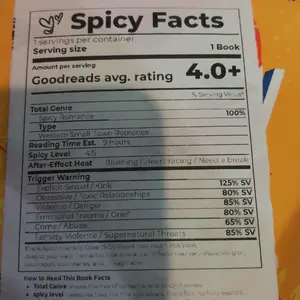 Spicy Facts
1 servings per container
Serving size 1 Book
Amount per serving
Goodreads avg. rating 4.0+
% Serving Value*
Total Genre
Spicy Romance 100%
Type
Western Small Town Romance
Reading Time Est. 9 hours
Spicy Level 4/5
After-Effect Heat Blushing / Heart racing / Need a break
Trigger Warning
Explicit Sexual / Kink 125% SV
Obsessive / Toxic Relationships 80% SV
Violence / Danger 85% SV
Emotional Trauma / Grief 80% SV
Crime / Abuse 65% SV
Fantasy Violence / Supernatural Threats 85% SV
How to Read This Book Facts